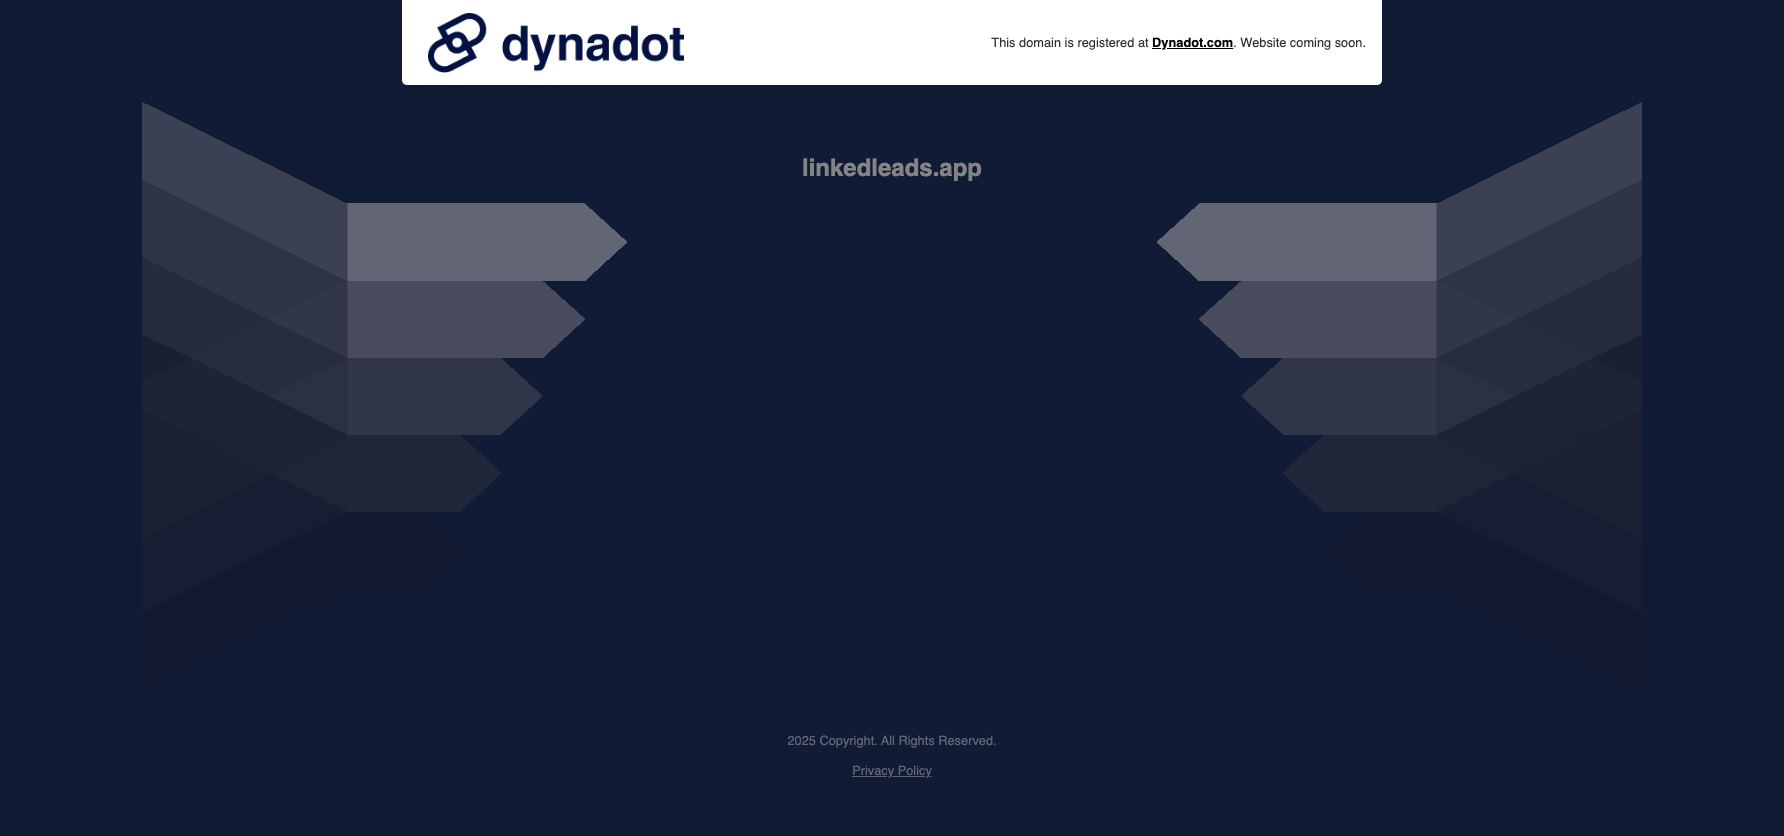 dynadot
This domain is registered at Dynadot.com. Website coming soon.
linkedleads.app
2025 Copyright. All Rights Reserved.
Privacy Policy